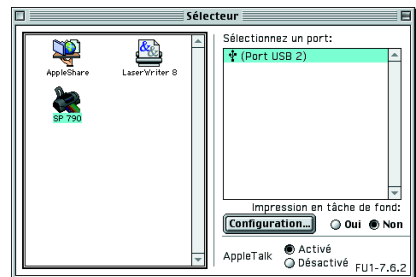 Sélecteur
AppleShare
LaserWriter 8
SP 790
Sélectionnez un port:
(Port USB 2)
Impression en tâche de fond:
Configuration... Oui Non
AppleTalk Activé
Désactivé
FU1-7.6.2